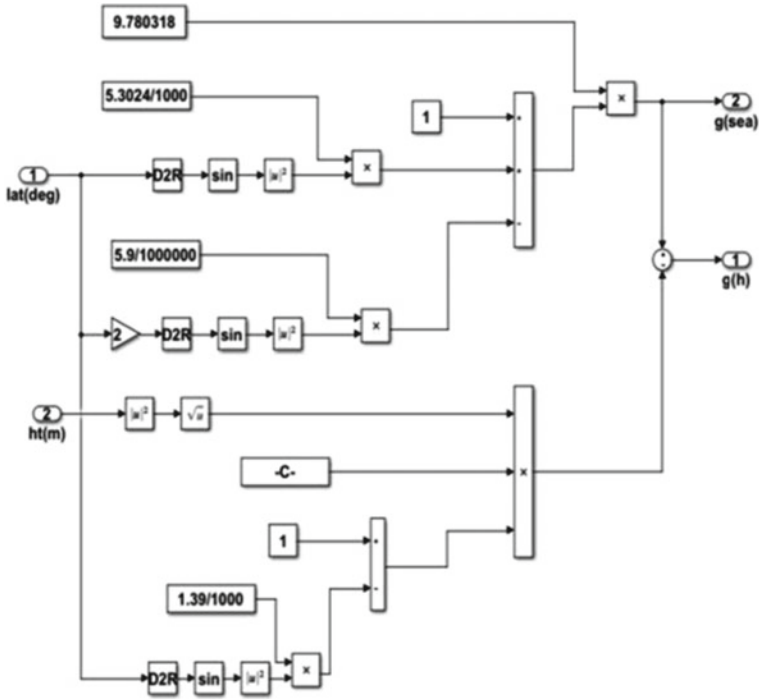 9.780318
5.3024/1000
1
×
2
g(sea)
1
lat(deg)
D2R
sin
|u|²
×
+
+
-
5.9/1000000
1
g(h)
2
D2R
sin
|u|²
×
2
ht(m)
|u|²
√u
-C-
×
1
+
-
1.39/1000
D2R
sin
|u|²
×